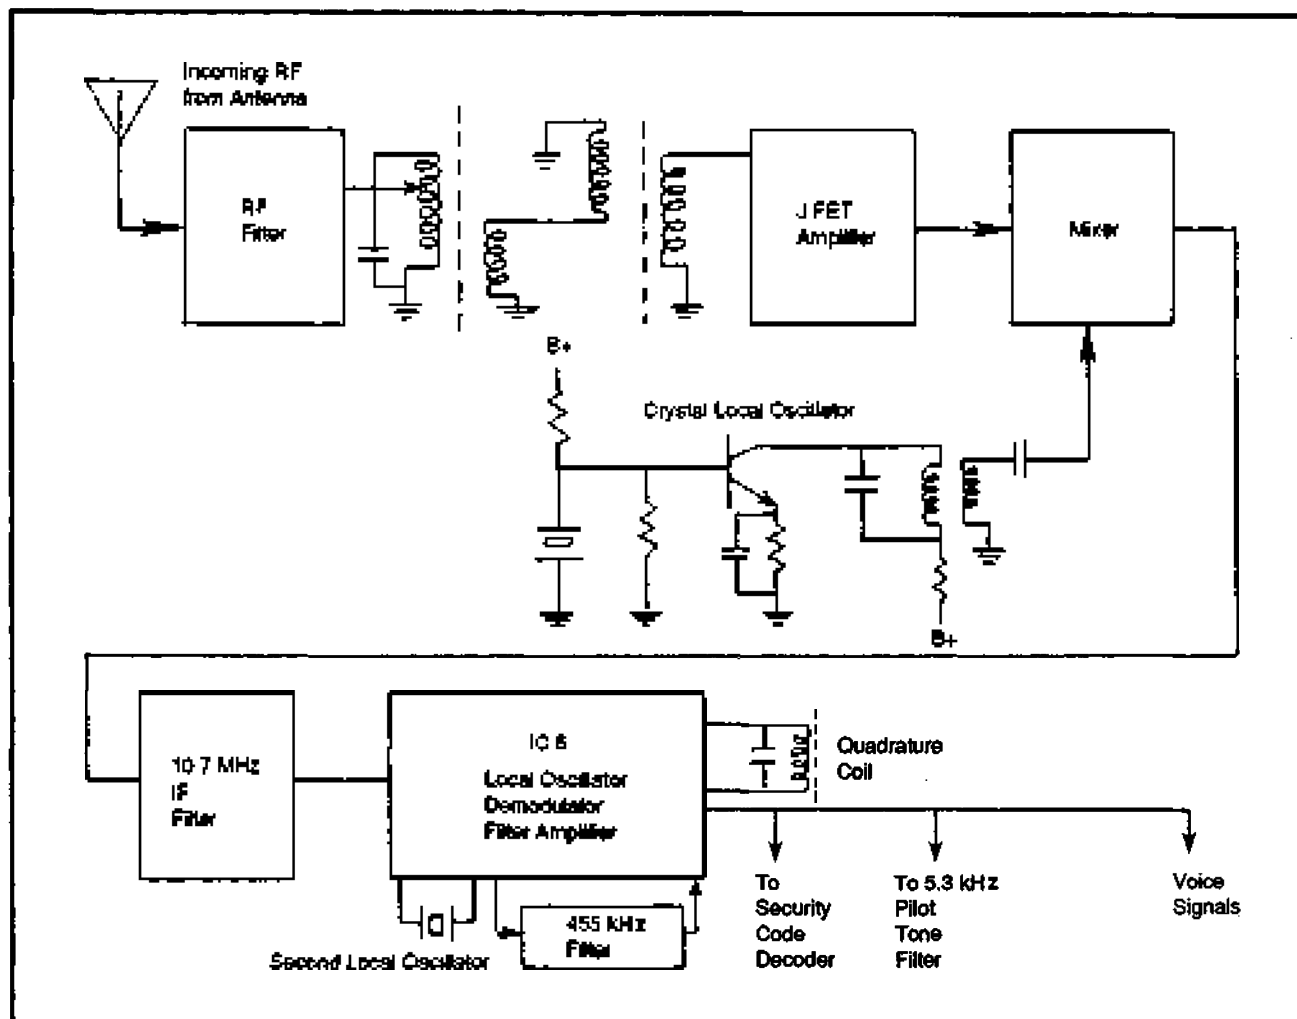 Incoming RF
from Antenna
RF
Filter
J FET
Amplifier
Mixer
B+
Crystal Local Oscillator
B+
10 7 MHz
IF
Filter
IC 6
Local Oscillator
Demodulator
Filter Amplifier
Quadrature
Coil
455 kHz
Filter
Second Local Oscillator
To
Security
Code
Decoder
To 5.3 kHz
Pilot
Tone
Filter
Voice
Signals